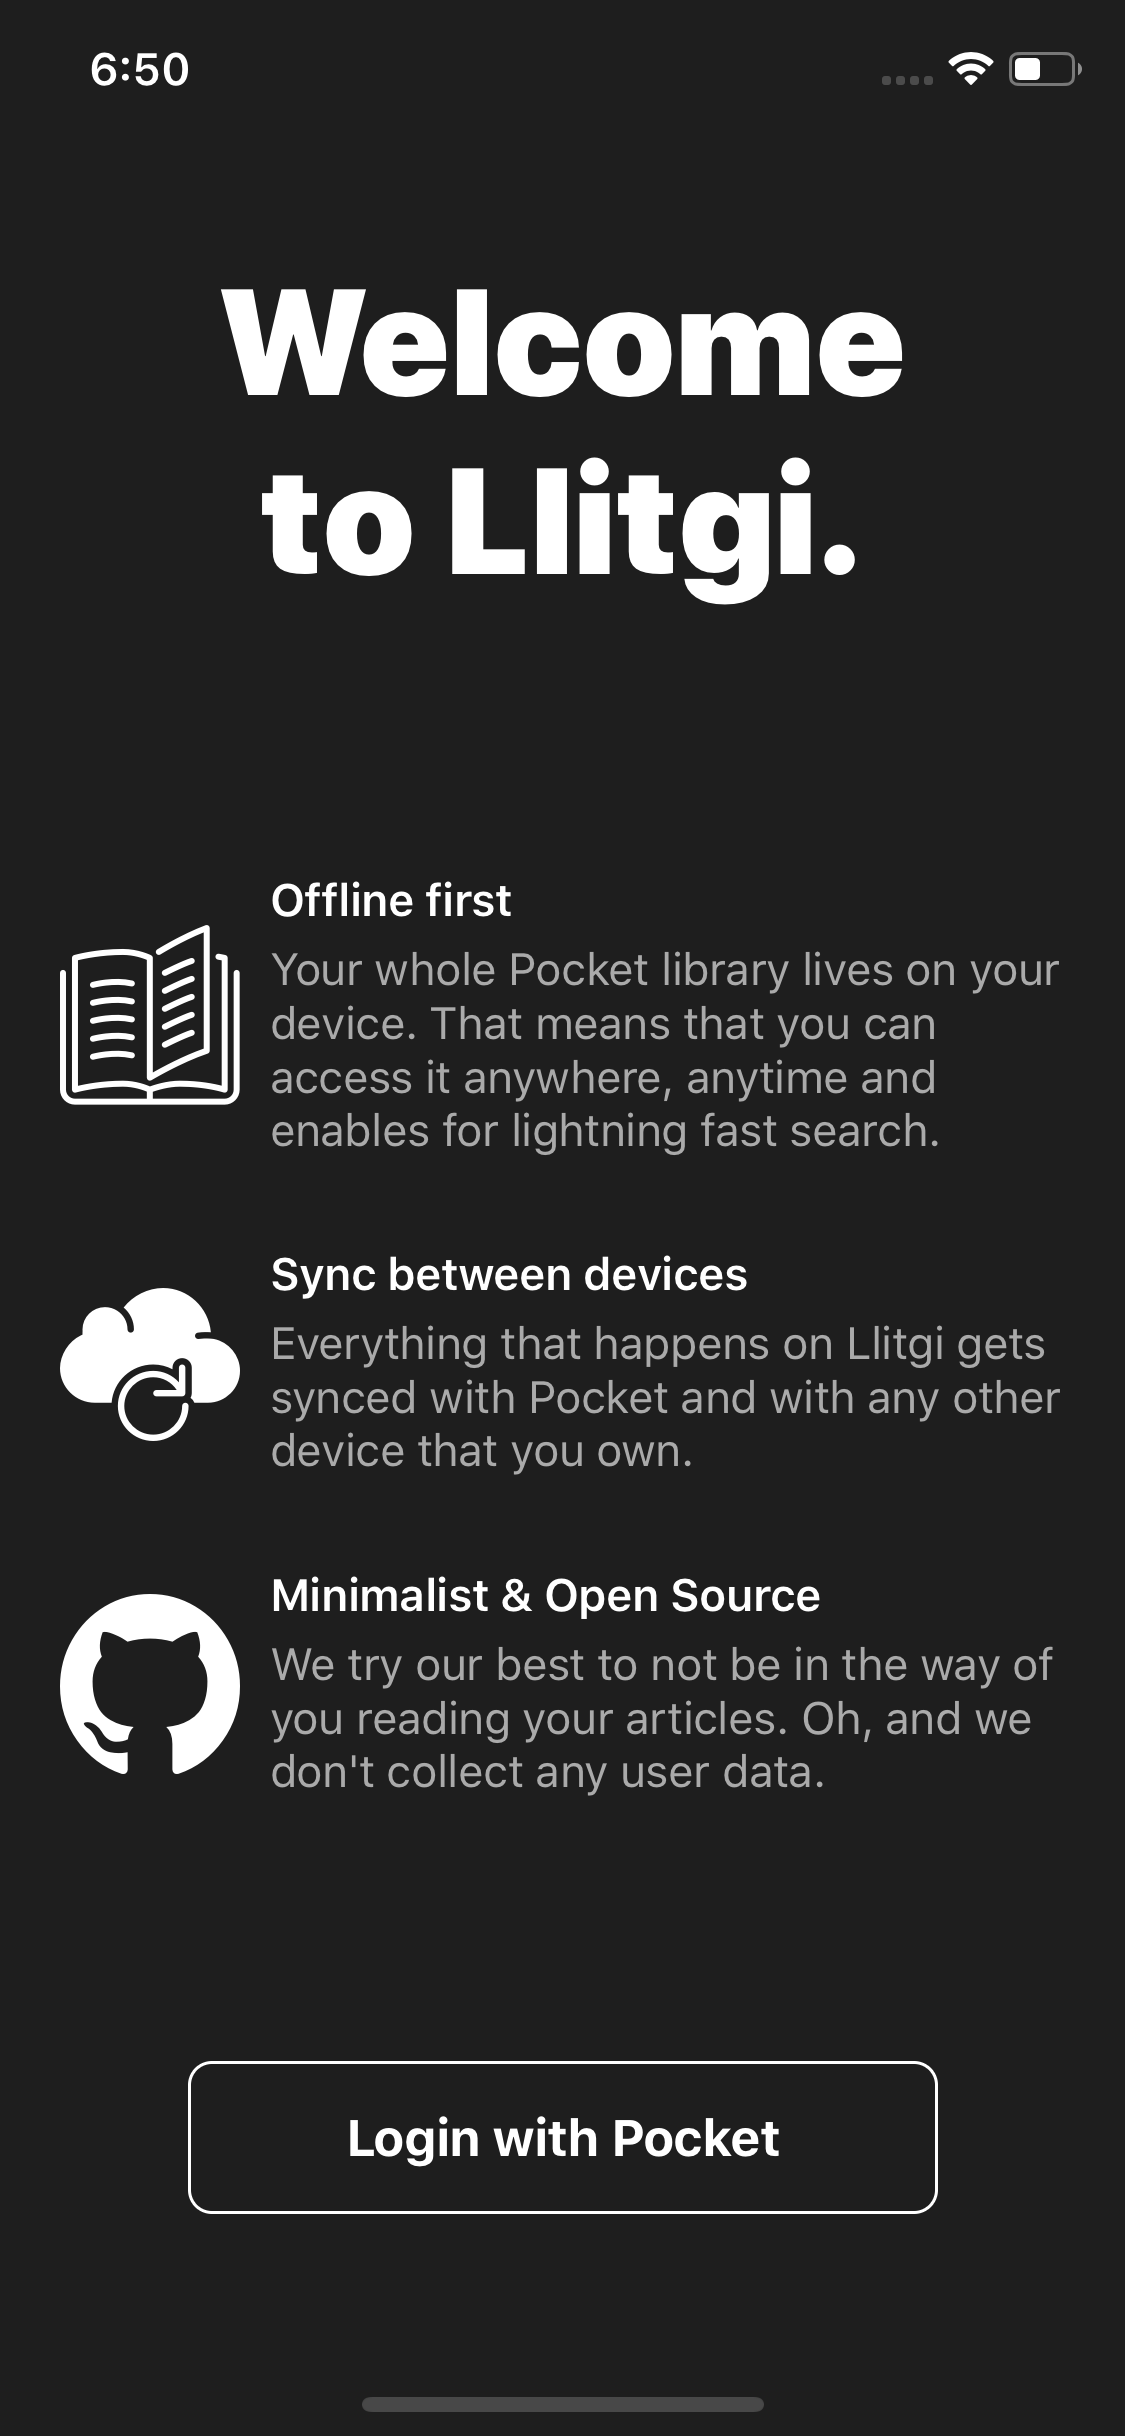 6:50
Welcome
to Llitgi.
Offline first
Your whole Pocket library lives on your
device. That means that you can
access it anywhere, anytime and
enables for lightning fast search.
Sync between devices
Everything that happens on Llitgi gets
synced with Pocket and with any other
device that you own.
Minimalist & Open Source
We try our best to not be in the way of
you reading your articles. Oh, and we
don't collect any user data.
Login with Pocket